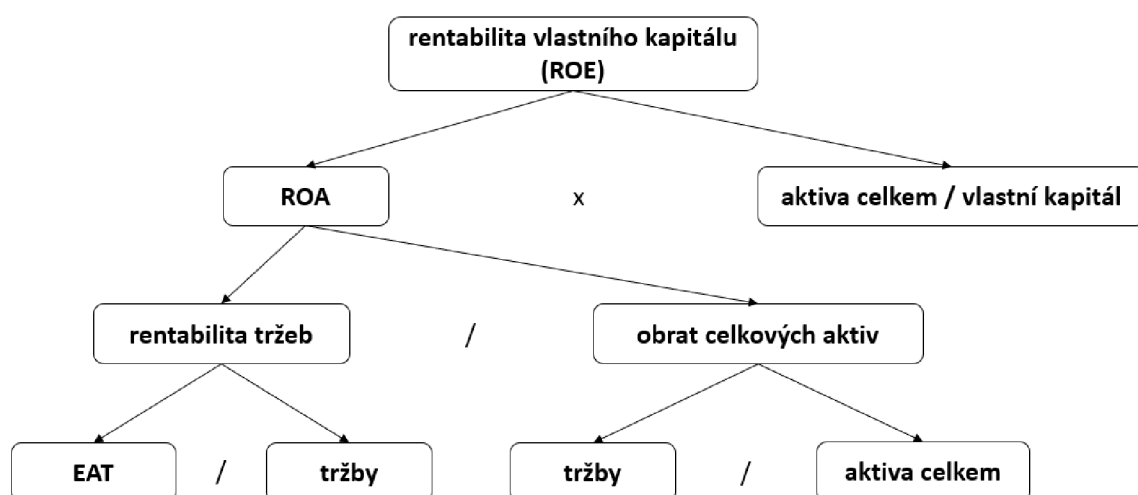 rentabilita vlastního kapitálu
(ROE)
ROA
x
aktiva celkem / vlastní kapitál
rentabilita tržeb
/
obrat celkových aktiv
EAT
/
tržby
tržby
/
aktiva celkem